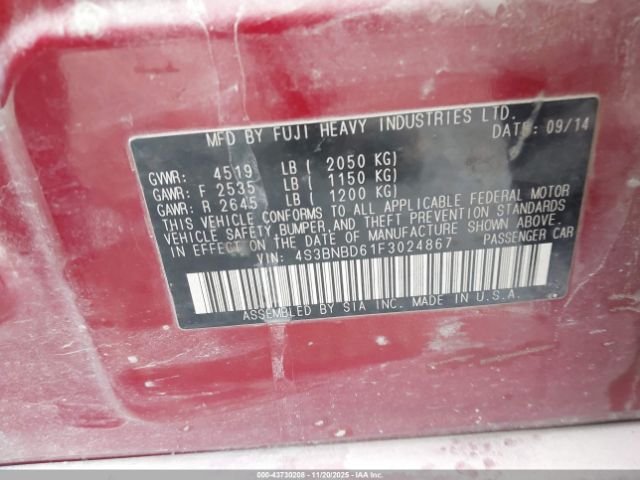 MFD BY FUJI HEAVY INDUSTRIES LTD. DATE: 09/14
GVWR: 4519 LB ( 2050 KG)
GAWR: F 2535 LB ( 1150 KG)
GAWR: R 2645 LB ( 1200 KG)
THIS VEHICLE CONFORMS TO ALL APPLICABLE FEDERAL MOTOR
VEHICLE SAFETY, BUMPER, AND THEFT PREVENTION STANDARDS
IN EFFECT ON THE DATE OF MANUFACTURE SHOWN ABOVE.
VIN: 4S3BNBD61F3024867 PASSENGER CAR
ASSEMBLED BY SIA INC. MADE IN U.S.A.
000-43730208 - 11/20/2025 - copyright IAA, LLC